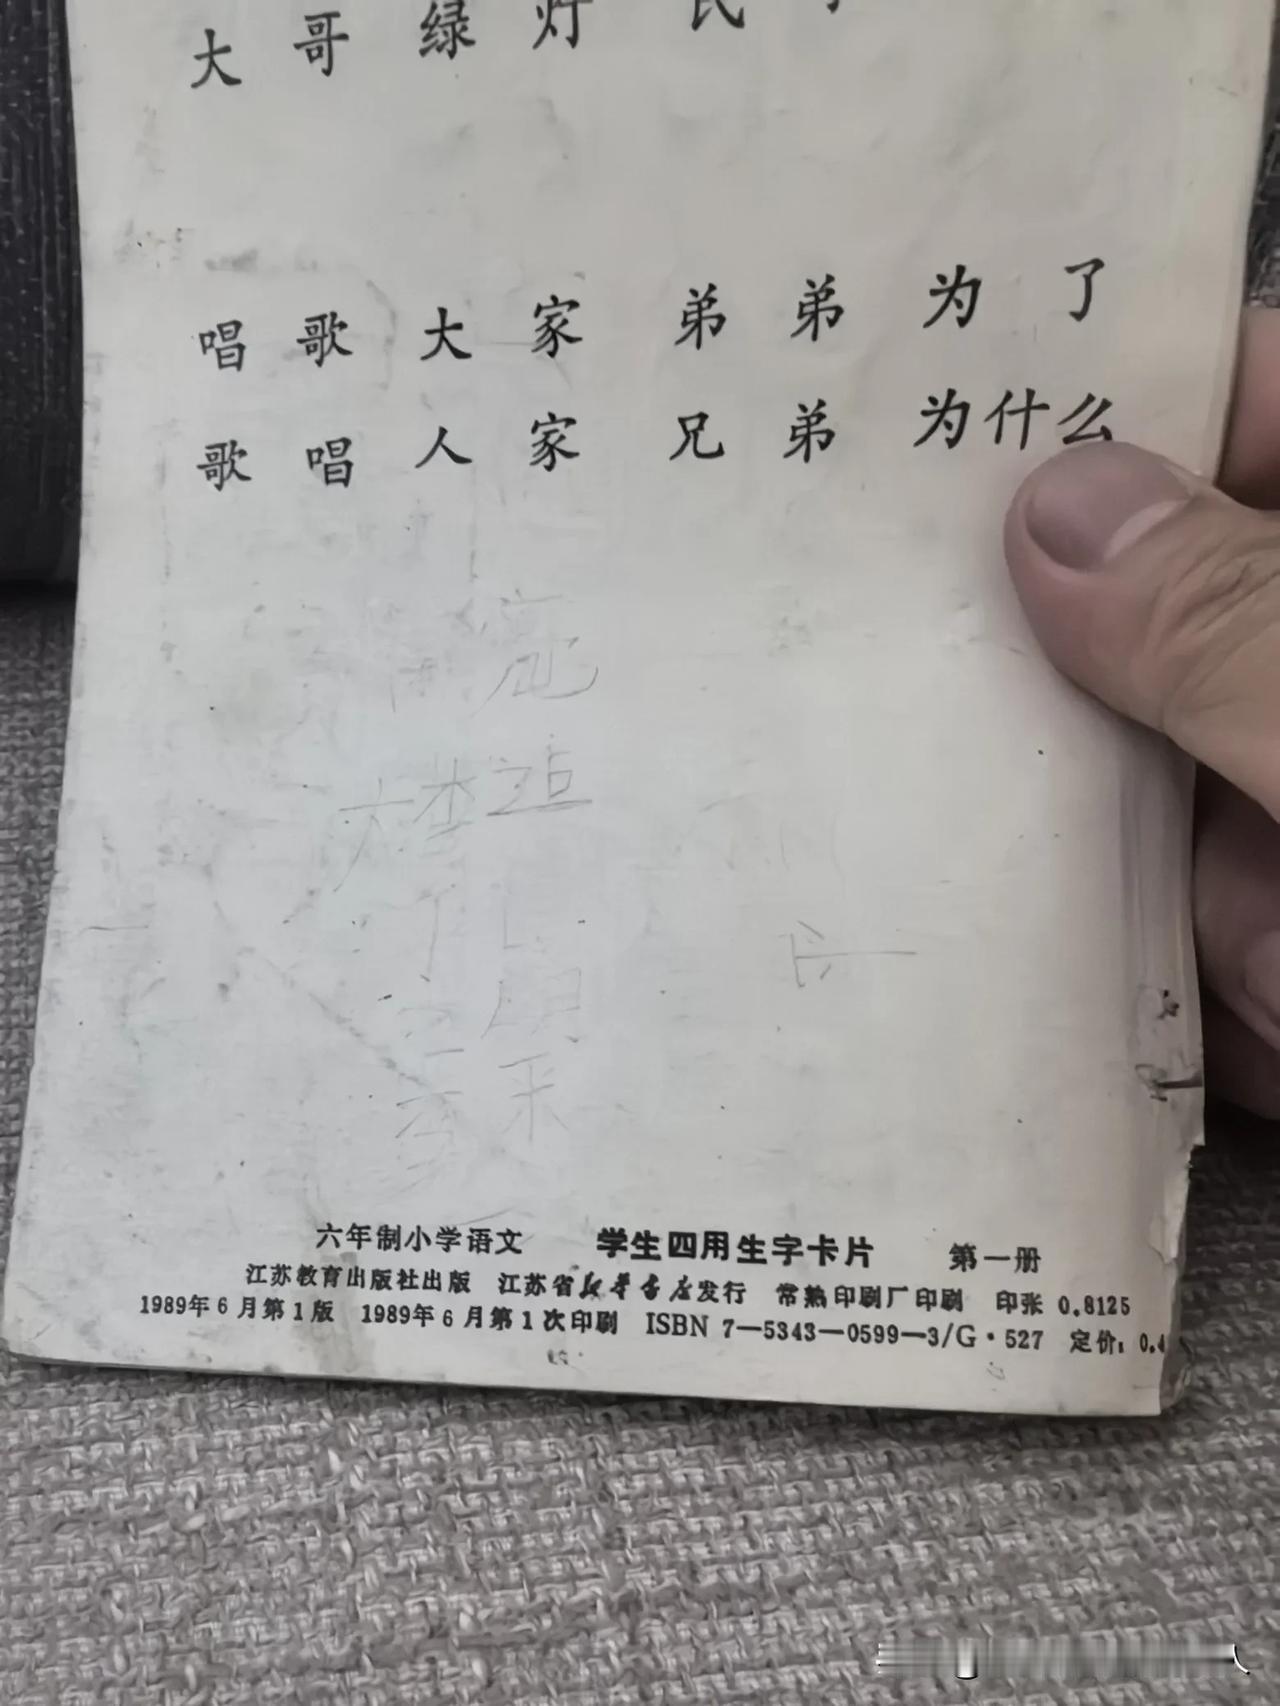 大哥 绿灯
唱歌 大家 弟弟 为了
歌唱 人家 兄弟 为什么
六年制小学语文 学生四用生字卡片 第一册
江苏教育出版社出版 江苏省新华书店发行 常熟印刷厂印刷 印张 0.8125
1989年6月第1版 1989年6月第1次印刷 ISBN 7—5343—0599—3/G·527 定价：0.4